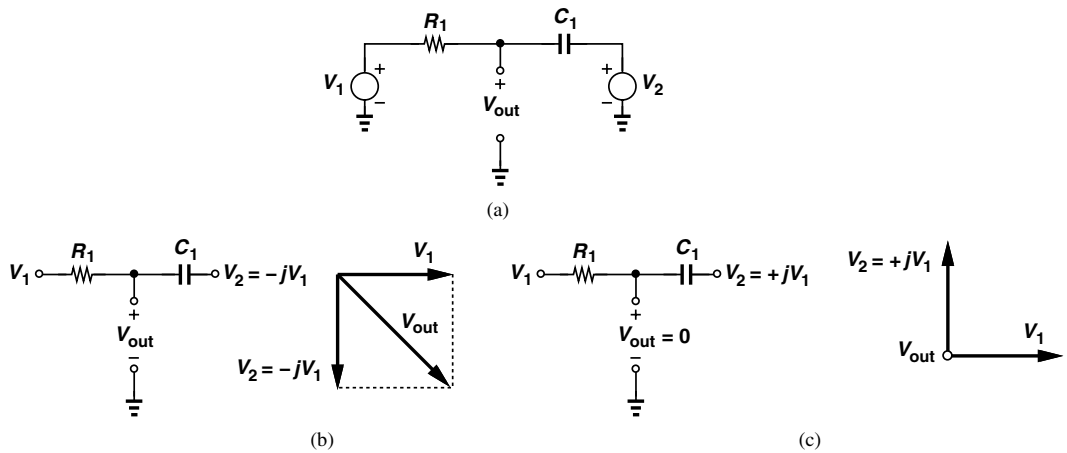 R1 C1
+ + +
V1 Vout V2
− −
(a)
R1 C1 V1
V1 V2 = − jV1
+
Vout Vout
−
V2 = − jV1
(b)
R1 C1 V2 = +jV1
V1 V2 = +jV1
+
Vout = 0 V1
− Vout
(c)